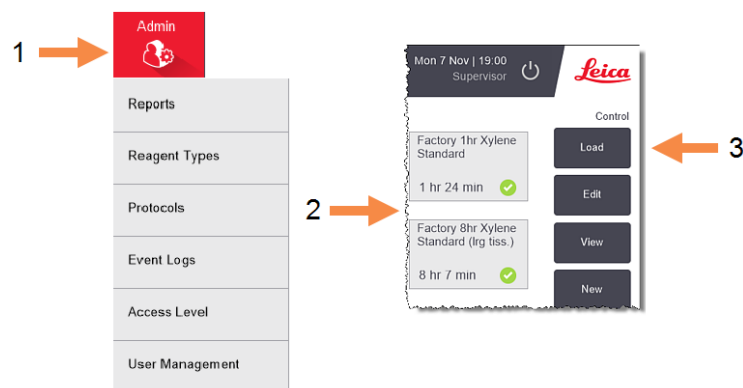 1
Admin
Reports
Reagent Types
Protocols
Event Logs
Access Level
User Management
2
Mon 7 Nov | 19:00
Supervisor
Leica
Control
Factory 1hr Xylene
Standard
1 hr 24 min
Factory 8hr Xylene
Standard (lrg tiss.)
8 hr 7 min
Load
Edit
View
New
3